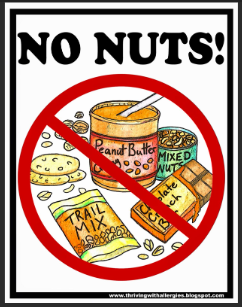 NO NUTS!
Peanut Butter
MIXED
NUTS
TRAIL
MIX
www.thrivingwithallergies.blogspot.com